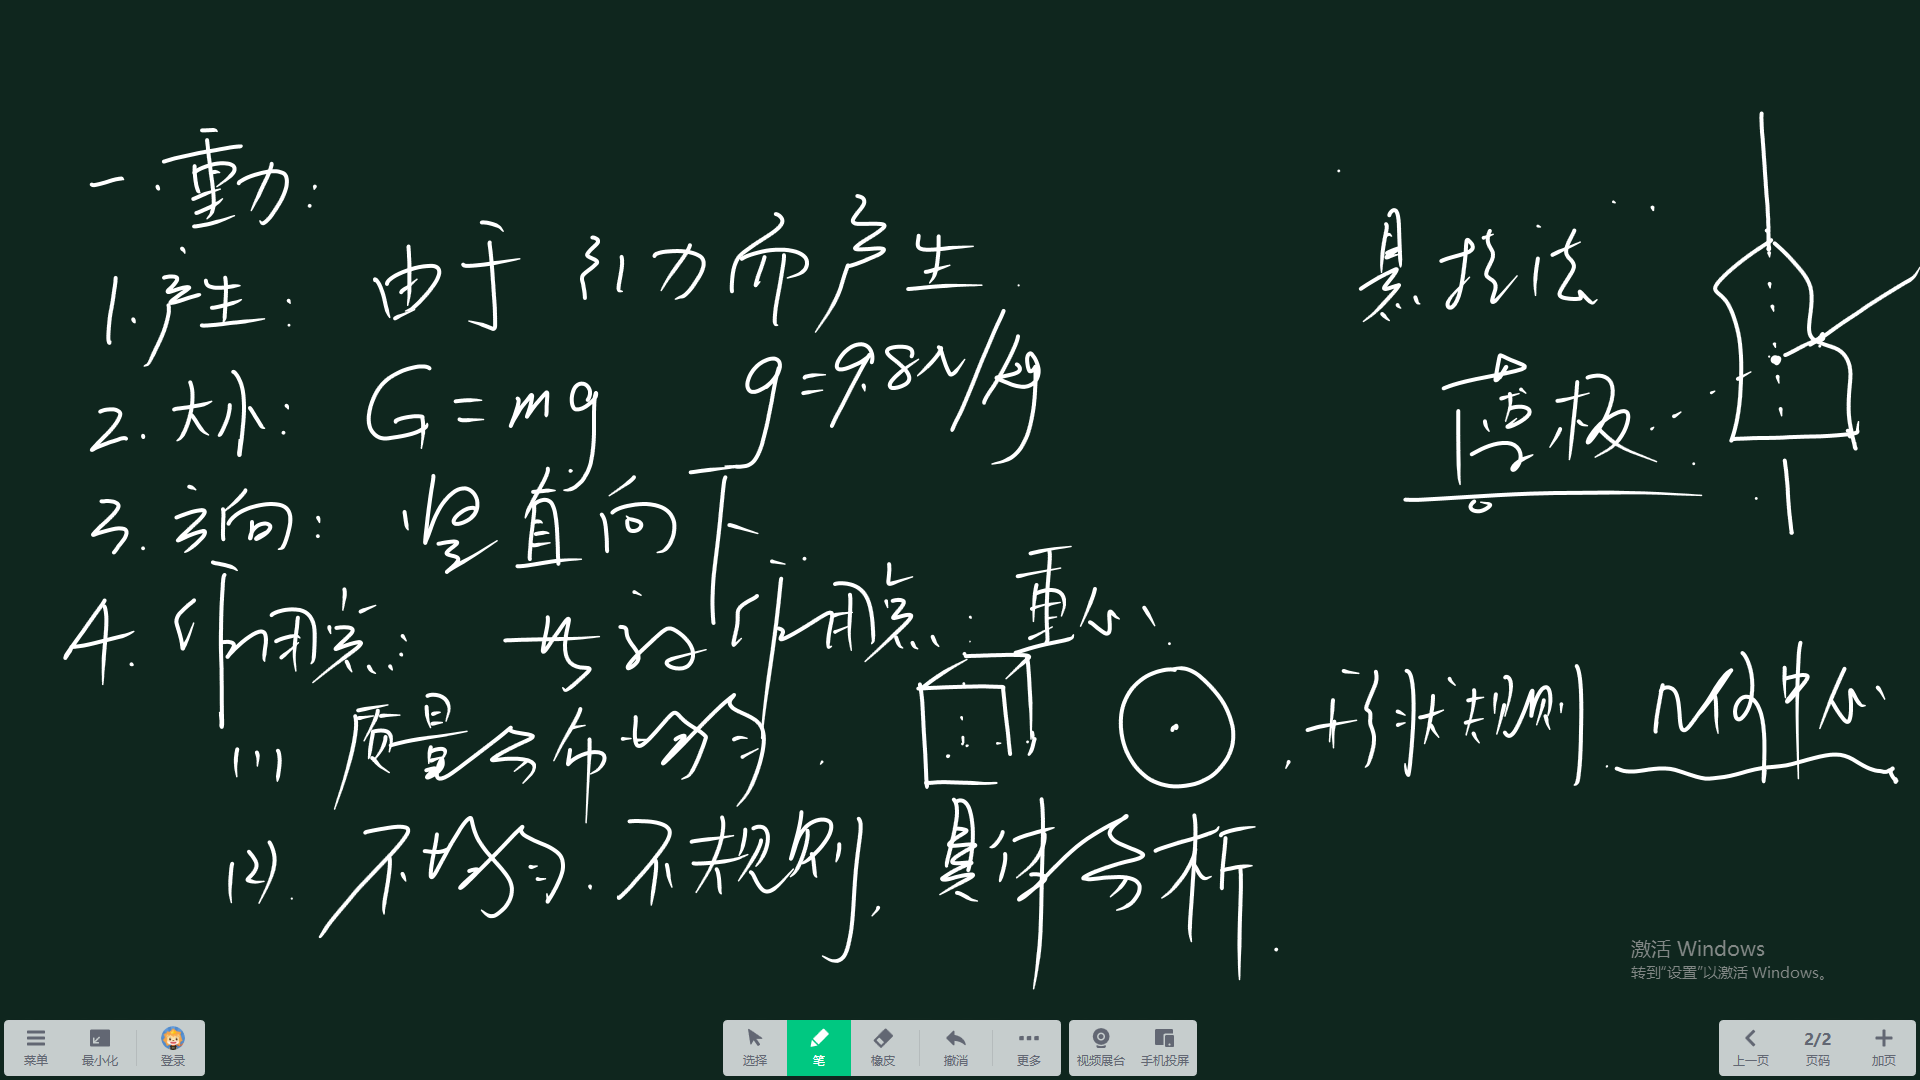 一.重力:
1.产生: 由于引力而产生.
2.大小: G=mg g=9.8N/kg
3.方向: 竖直向下
4.作用点: 共的作用点:重心.
(1) 质量分布均匀. , 形状规则. 几何中心
(2). 不均匀.不规则, 具体分析.
悬挂法
薄板.
激活 Windows
转到“设置”以激活 Windows。
菜单
最小化
登录
选择
笔
橡皮
撤消
更多
视频展台
手机投屏
上一页
2/2
页码
加页